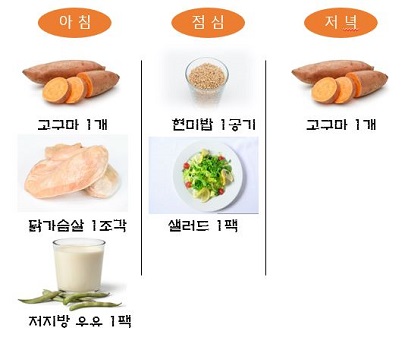 아 침
점 심
저 녁
고구마 1개
현미밥 1공기
고구마 1개
닭가슴살 1조각
샐러드 1팩
저지방 우유 1팩